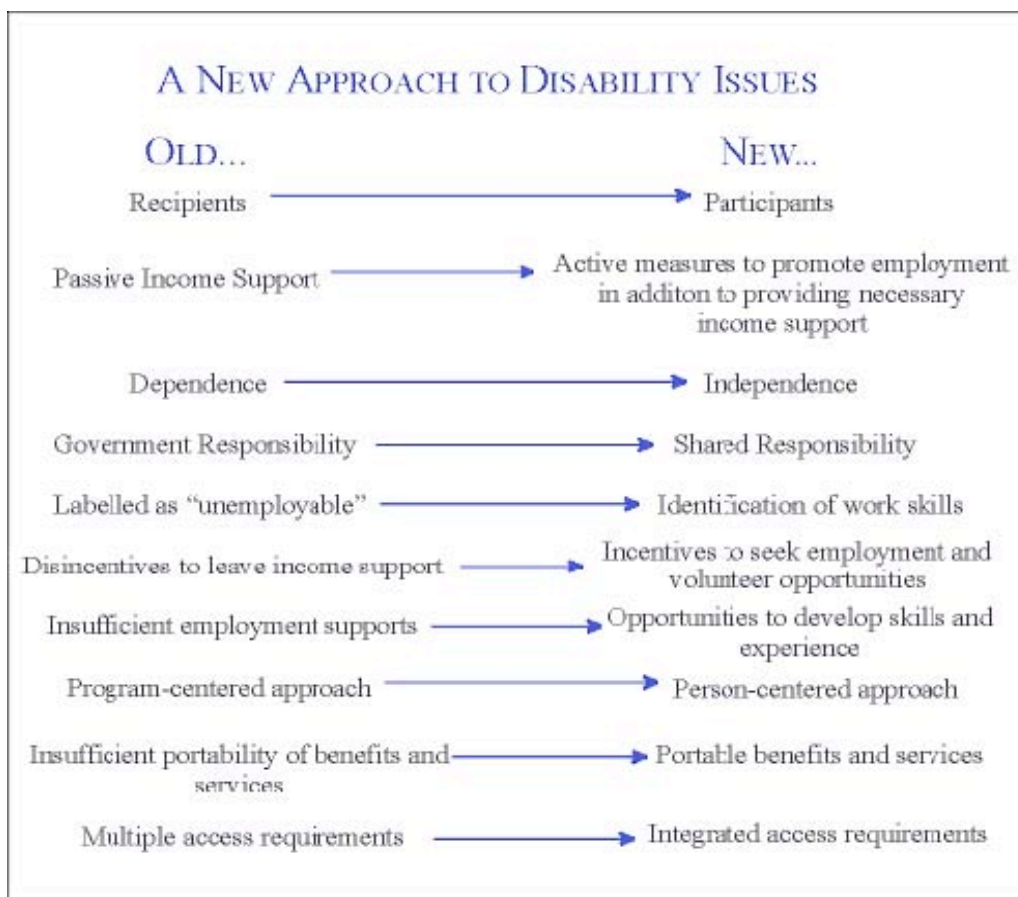 A NEW APPROACH TO DISABILITY ISSUES
OLD...
NEW...
Recipients
Participants
Passive Income Support
Active measures to promote employment
in additon to providing necessary
income support
Dependence
Independence
Government Responsibility
Shared Responsibility
Labelled as “unemployable”
Identification of work skills
Disincentives to leave income support
Incentives to seek employment and
volunteer opportunities
Insufficient employment supports
Opportunities to develop skills and
experience
Program-centered approach
Person-centered approach
Insufficient portability of benefits and
services
Portable benefits and services
Multiple access requirements
Integrated access requirements